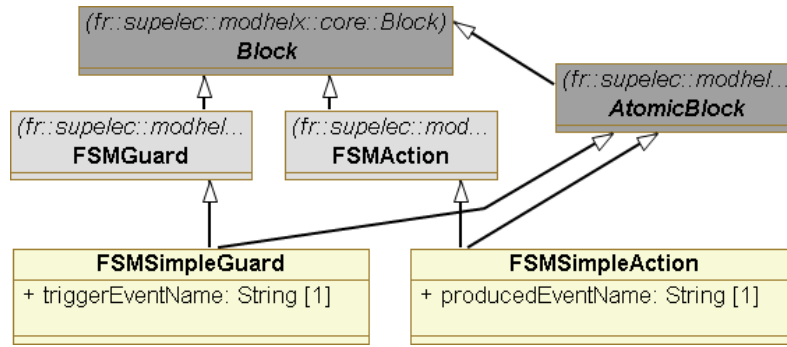 (fr::supelec::modhelx::core::Block)
Block
(fr::supelec::modhel...
AtomicBlock
(fr::supelec::modhel...
FSMGuard
(fr::supelec::mod...
FSMAction
FSMSimpleGuard
+ triggerEventName: String [1]
FSMSimpleAction
+ producedEventName: String [1]